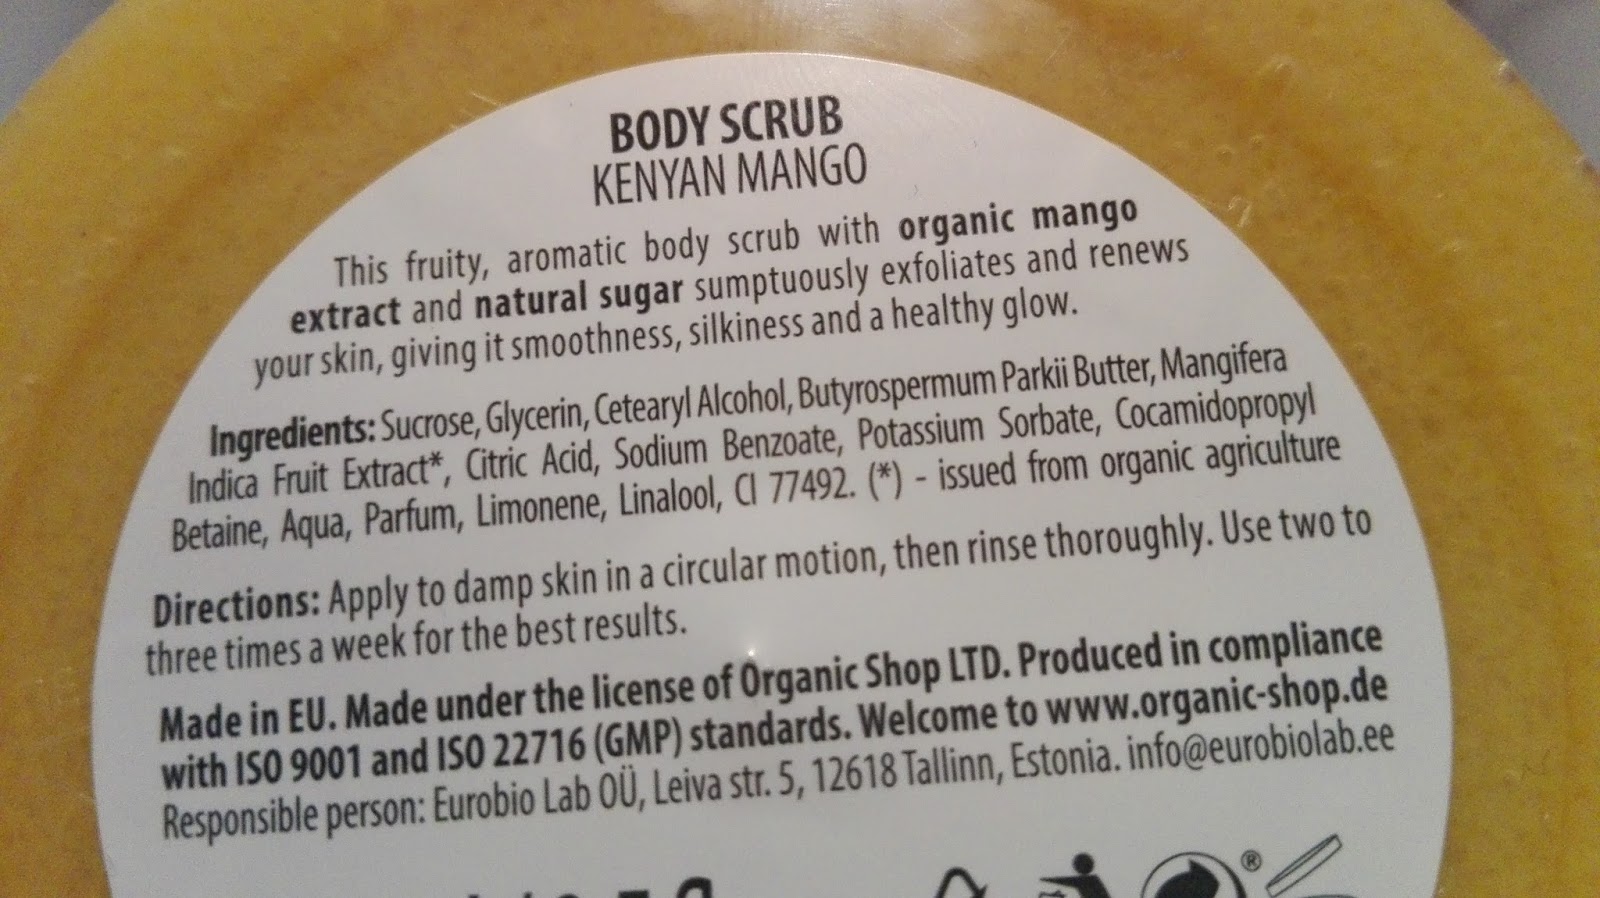 BODY SCRUB
KENYAN MANGO
This fruity, aromatic body scrub with organic mango
extract and natural sugar sumptuously exfoliates and renews
your skin, giving it smoothness, silkiness and a healthy glow.
Ingredients: Sucrose, Glycerin, Cetearyl Alcohol, Butyrospermum Parkii Butter, Mangifera
Indica Fruit Extract*, Citric Acid, Sodium Benzoate, Potassium Sorbate, Cocamidopropyl
Betaine, Aqua, Parfum, Limonene, Linalool, CI 77492. (*) - issued from organic agriculture
Directions: Apply to damp skin in a circular motion, then rinse thoroughly. Use two to
three times a week for the best results.
Made in EU. Made under the license of Organic Shop LTD. Produced in compliance
with ISO 9001 and ISO 22716 (GMP) standards. Welcome to www.organic-shop.de
Responsible person: Eurobio Lab OÜ, Leiva str. 5, 12618 Tallinn, Estonia. info@eurobiolab.ee
®